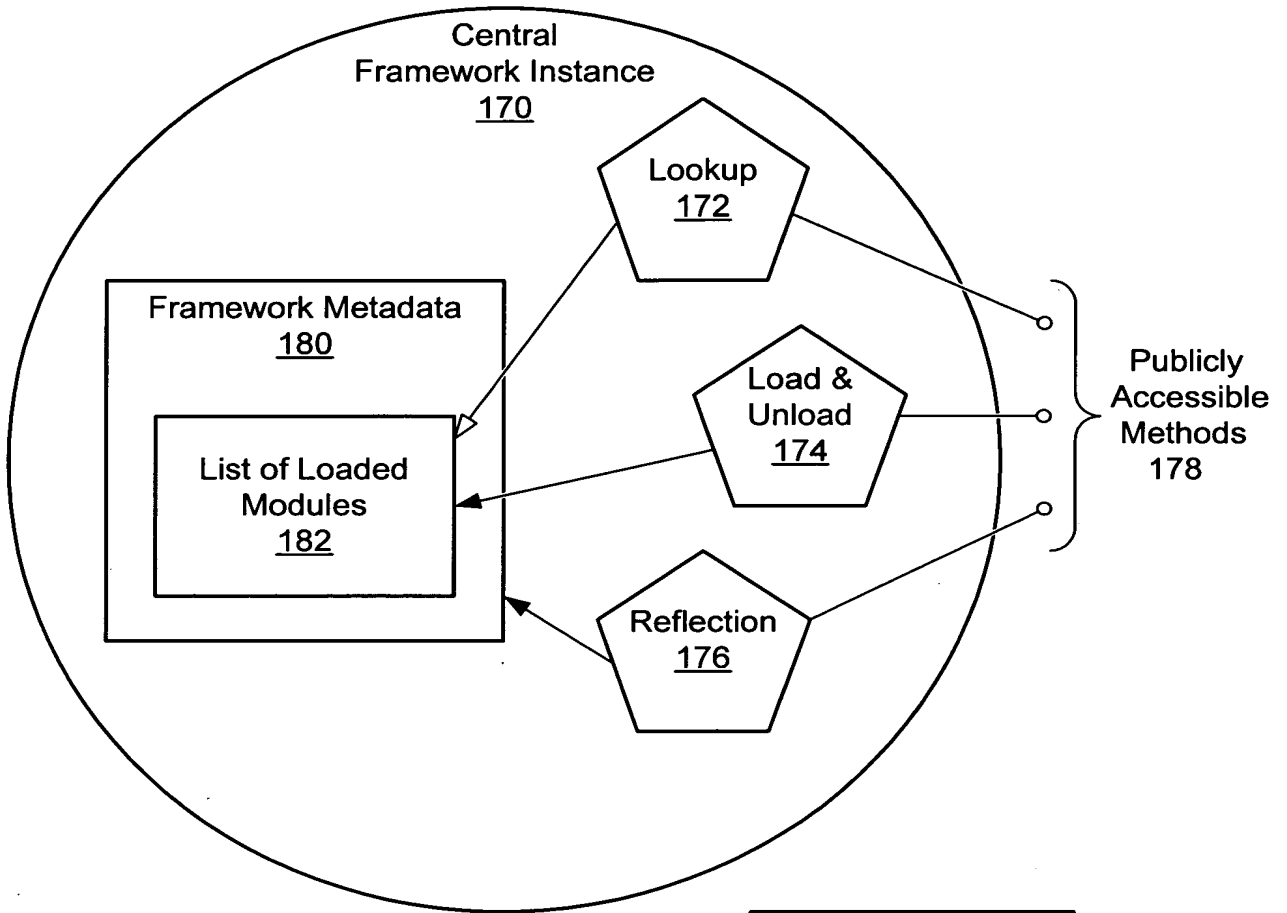 Central
Framework Instance
170
Lookup
172
Framework Metadata
180
Load &
Unload
174
Publicly
Accessible
Methods
178
List of Loaded
Modules
182
Reflection
176